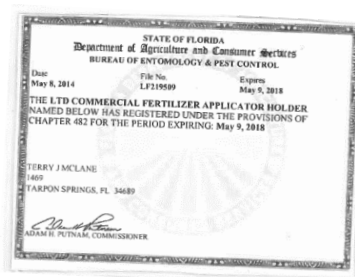 STATE OF FLORIDA
Department of Agriculture and Consumer Services
BUREAU OF ENTOMOLOGY & PEST CONTROL
Date File No. Expires
May 8, 2014 LF219509 May 9, 2018
THE LTD COMMERCIAL FERTILIZER APPLICATOR HOLDER
NAMED BELOW HAS REGISTERED UNDER THE PROVISIONS OF
CHAPTER 482 FOR THE PERIOD EXPIRING: May 9, 2018
TERRY J MCLANE
1469
TARPON SPRINGS, FL 34689
ADAM H. PUTNAM, COMMISSIONER